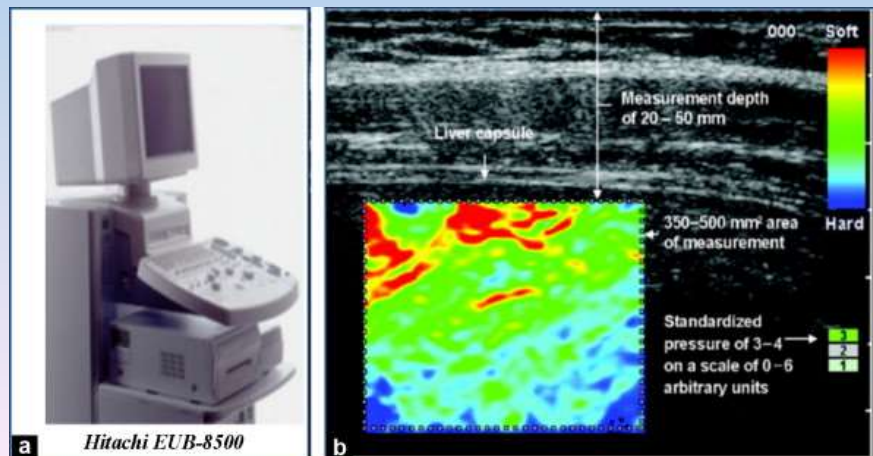 a
Hitachi EUB-8500
b
000
Soft
Measurement depth
of 20 – 50 mm
Liver capsule
350–500 mm² area
of measurement
Hard
Standardized
pressure of 3–4
on a scale of 0–6
arbitrary units
3
2
1